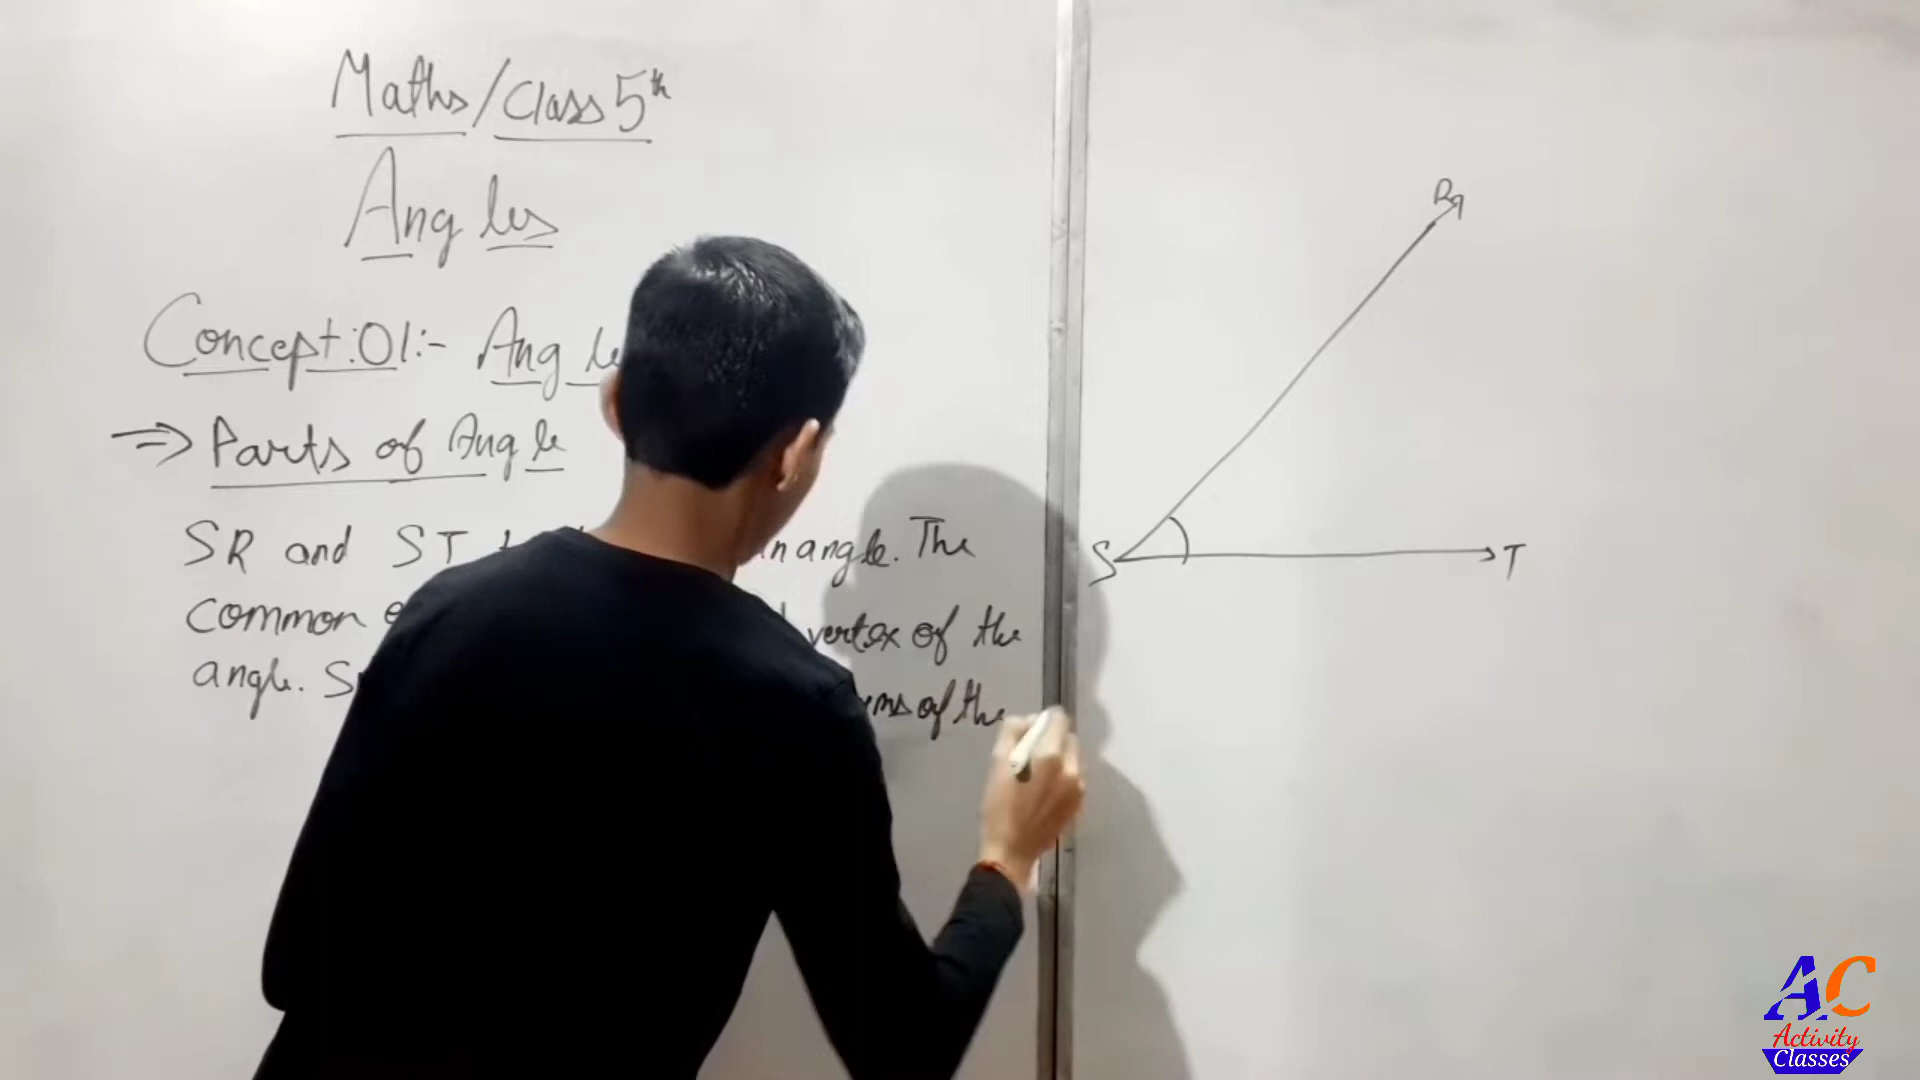 Maths/Class 5th
Angles
Concept:01:- Angle
⇒ Parts of Angle
SR and ST an angle. The
common vertex of the
angle. of the
R
S
T
AC
Activity
Classes